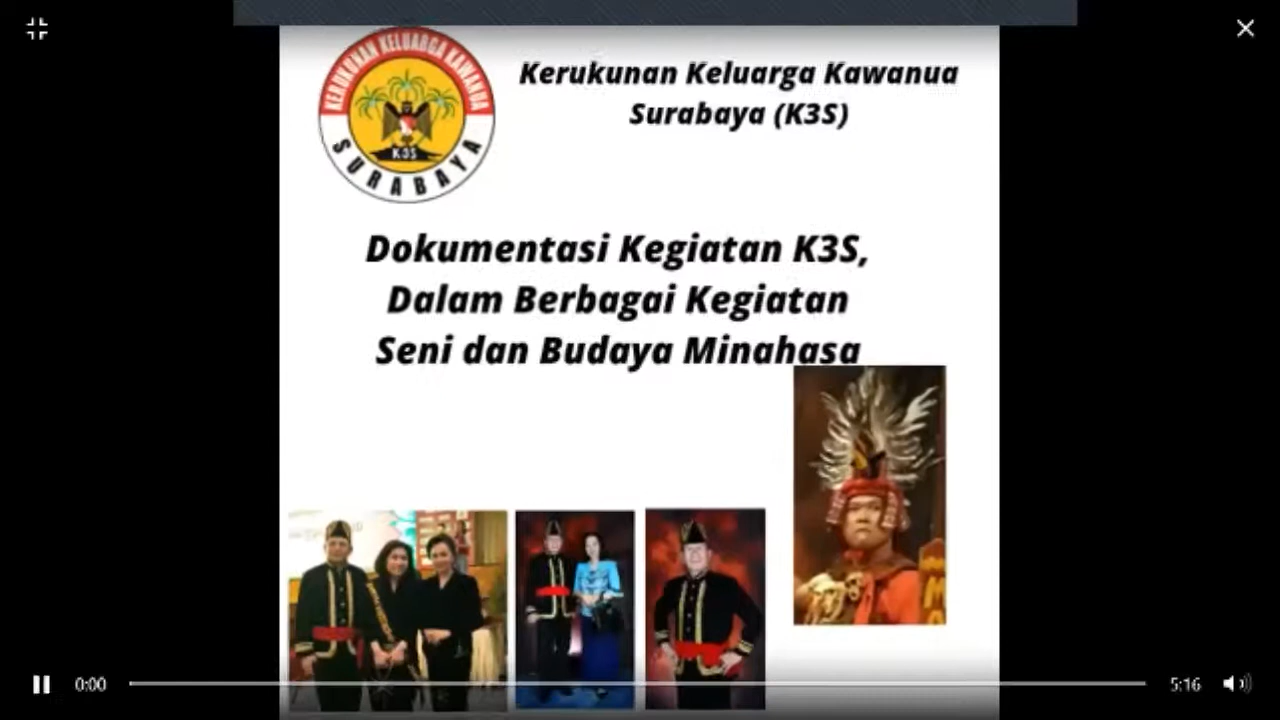 KERUKUNAN KELUARGA KAWANUA
K3S
SURABAYA
Kerukunan Keluarga Kawanua
Surabaya (K3S)
Dokumentasi Kegiatan K3S,
Dalam Berbagai Kegiatan
Seni dan Budaya Minahasa
0:00
5:16